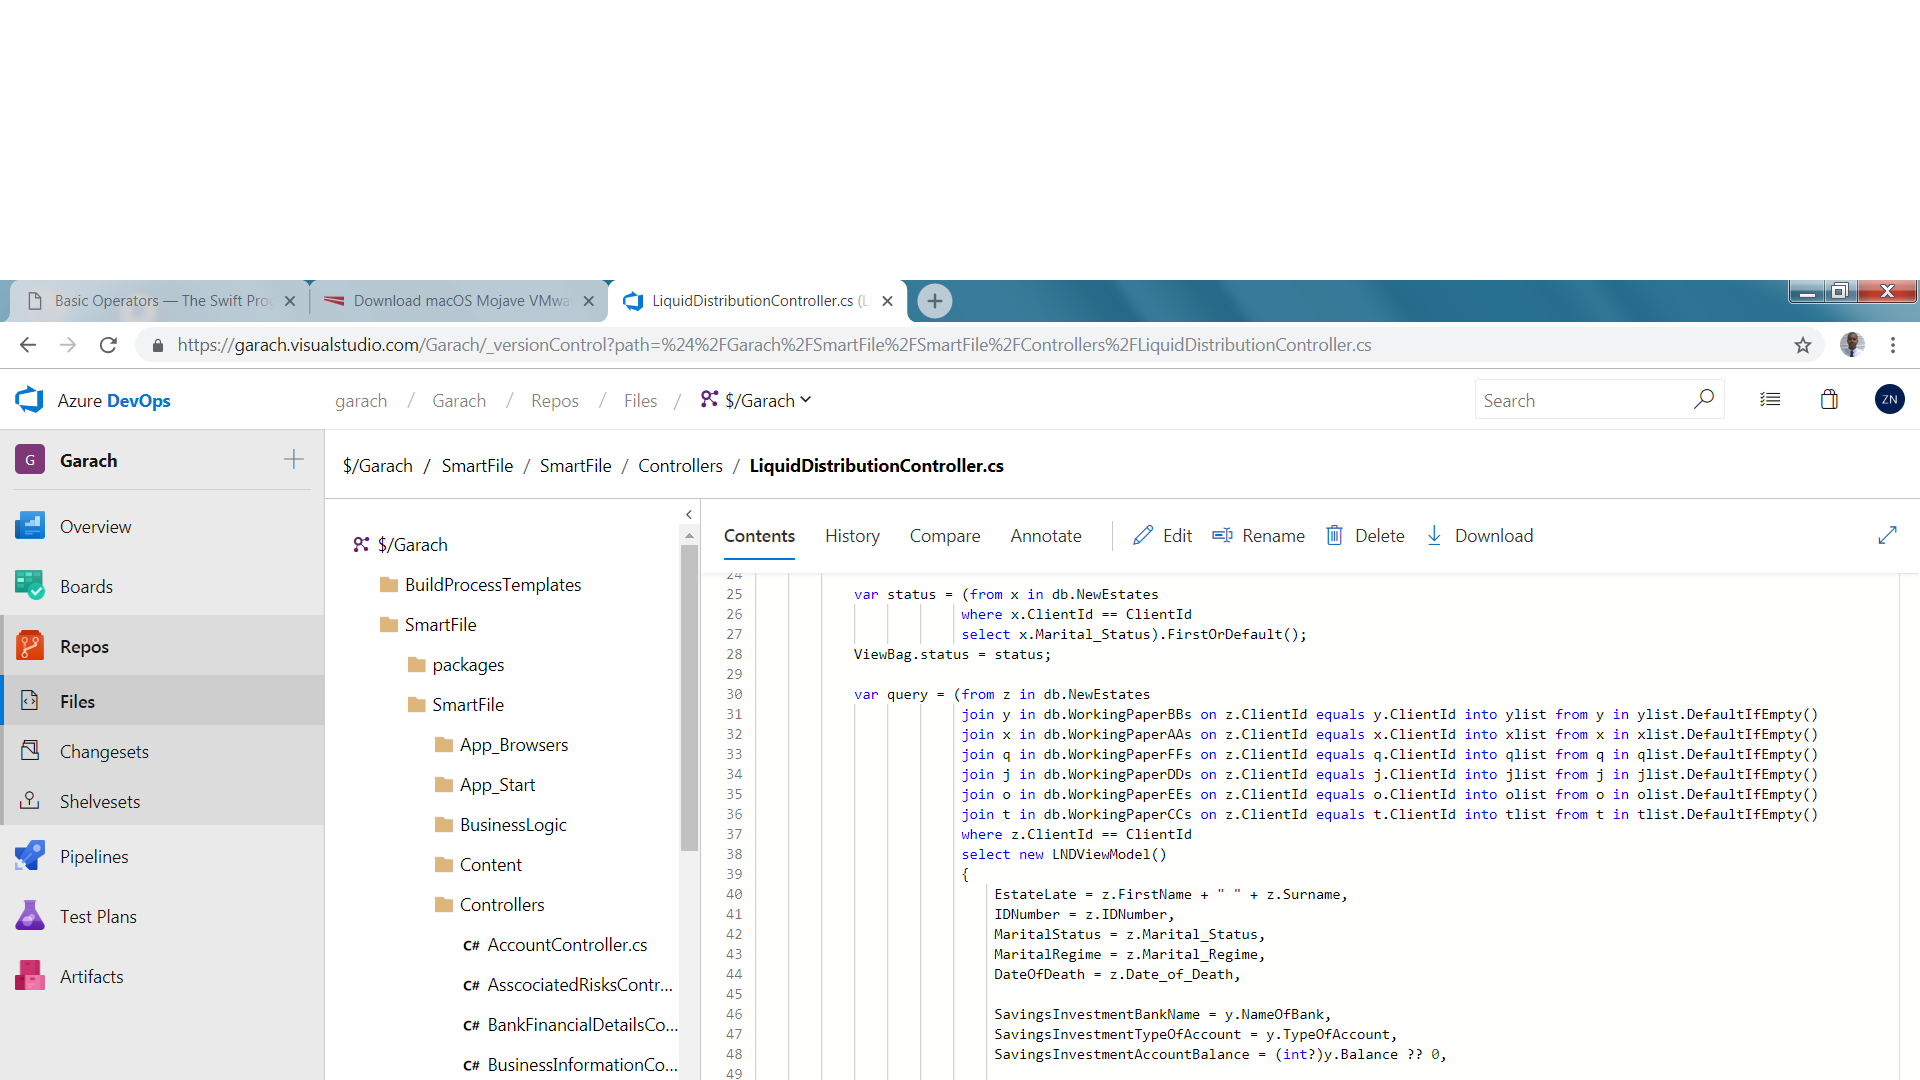 Basic Operators — The Swift Pro
Download macOS Mojave VMwa
LiquidDistributionController.cs (L
https://garach.visualstudio.com/Garach/_versionControl?path=%24%2FGarach%2FSmartFile%2FSmartFile%2FControllers%2FLiquidDistributionController.cs
Azure DevOps
garach / Garach / Repos / Files / $/Garach
Search
ZN
G Garach
$/Garach / SmartFile / SmartFile / Controllers / LiquidDistributionController.cs
Overview
Boards
Repos
Files
Changesets
Shelvesets
Pipelines
Test Plans
Artifacts
$/Garach
BuildProcessTemplates
SmartFile
packages
SmartFile
App_Browsers
App_Start
BusinessLogic
Content
Controllers
C# AccountController.cs
C# AsscociatedRisksContr...
C# BankFinancialDetailsCo...
C# BusinessInformationCo...
Contents History Compare Annotate Edit Rename Delete Download
24
25 var status = (from x in db.NewEstates
26 where x.ClientId == ClientId
27 select x.Marital_Status).FirstOrDefault();
28 ViewBag.status = status;
29
30 var query = (from z in db.NewEstates
31 join y in db.WorkingPaperBBs on z.ClientId equals y.ClientId into ylist from y in ylist.DefaultIfEmpty()
32 join x in db.WorkingPaperAAs on z.ClientId equals x.ClientId into xlist from x in xlist.DefaultIfEmpty()
33 join q in db.WorkingPaperFFs on z.ClientId equals q.ClientId into qlist from q in qlist.DefaultIfEmpty()
34 join j in db.WorkingPaperDDs on z.ClientId equals j.ClientId into jlist from j in jlist.DefaultIfEmpty()
35 join o in db.WorkingPaperEEs on z.ClientId equals o.ClientId into olist from o in olist.DefaultIfEmpty()
36 join t in db.WorkingPaperCCs on z.ClientId equals t.ClientId into tlist from t in tlist.DefaultIfEmpty()
37 where z.ClientId == ClientId
38 select new LNDViewModel()
39 {
40 EstateLate = z.FirstName + " " + z.Surname,
41 IDNumber = z.IDNumber,
42 MaritalStatus = z.Marital_Status,
43 MaritalRegime = z.Marital_Regime,
44 DateOfDeath = z.Date_of_Death,
45
46 SavingsInvestmentBankName = y.NameOfBank,
47 SavingsInvestmentTypeOfAccount = y.TypeOfAccount,
48 SavingsInvestmentAccountBalance = (int?)y.Balance ?? 0,
49